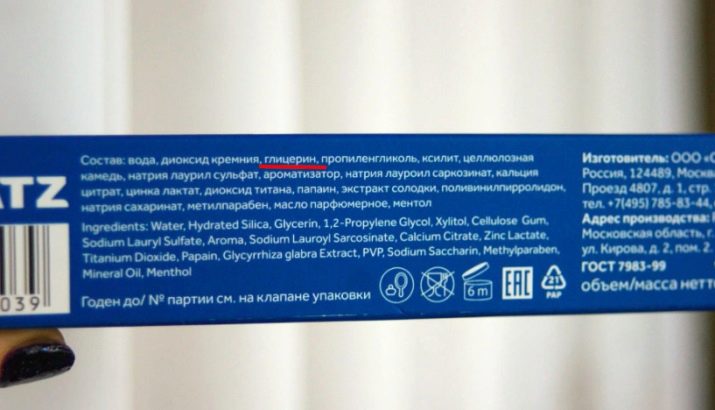 Состав: вода, диоксид кремния, глицерин, пропиленгликоль, ксилит, целлюлозная
камедь, натрия лаурил сульфат, ароматизатор, натрия лауроил саркозинат, кальция
цитрат, цинка лактат, диоксид титана, папаин, экстракт солодки, поливинилпирролидон,
натрия сахаринат, метилпарабен, масло парфюмерное, ментол
Ingredients: Water, Hydrated Silica, Glycerin, 1,2-Propylene Glycol, Xylitol, Cellulose Gum,
Sodium Lauryl Sulfate, Aroma, Sodium Lauroyl Sarcosinate, Calcium Citrate, Zinc Lactate,
Titanium Dioxide, Papain, Glycyrrhiza glabra Extract, PVP, Sodium Saccharin, Methylparaben,
Mineral Oil, Menthol
Годен до/ № партии см. на клапане упаковки
6 m
EAC
21
PAP
ATZ
039
Изготовитель: ООО «О
Россия, 124489, Москва
Проезд 4807, д. 1, стр.
тел. +7(495) 785-83-44,
Адрес производства:
Московская область, г.
ул. Кирова, д. 2, пом. 2.
ГОСТ 7983-99
объем/масса нетт